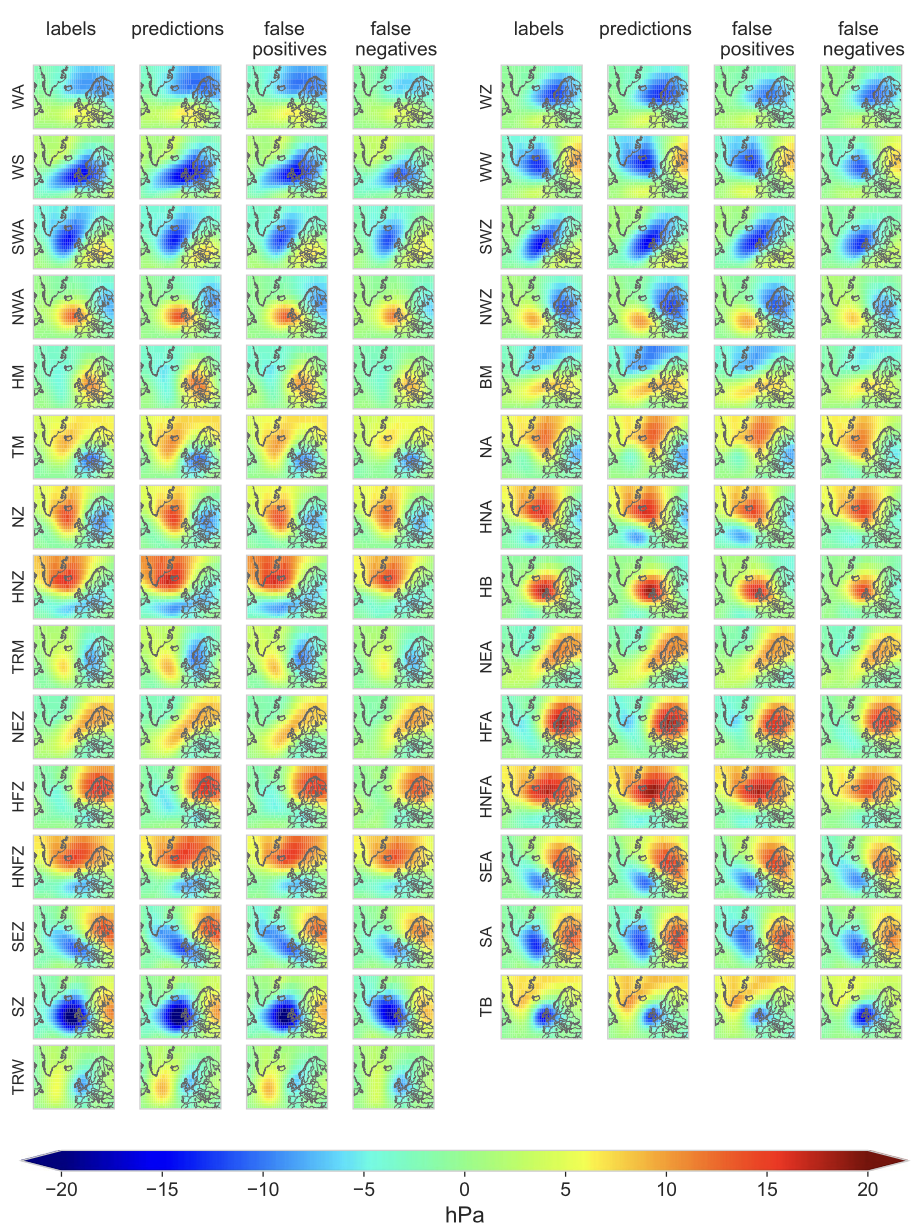 labels predictions false positives false negatives labels predictions false positives false negatives
WA WZ
WS WW
SWA SWZ
NWA NWZ
HM BM
TM NA
NZ HNA
HNZ HB
TRM NEA
NEZ HFA
HFZ HNFA
HNFZ SEA
SEZ SA
SZ TB
TRW
−20 −15 −10 −5 0 5 10 15 20
hPa